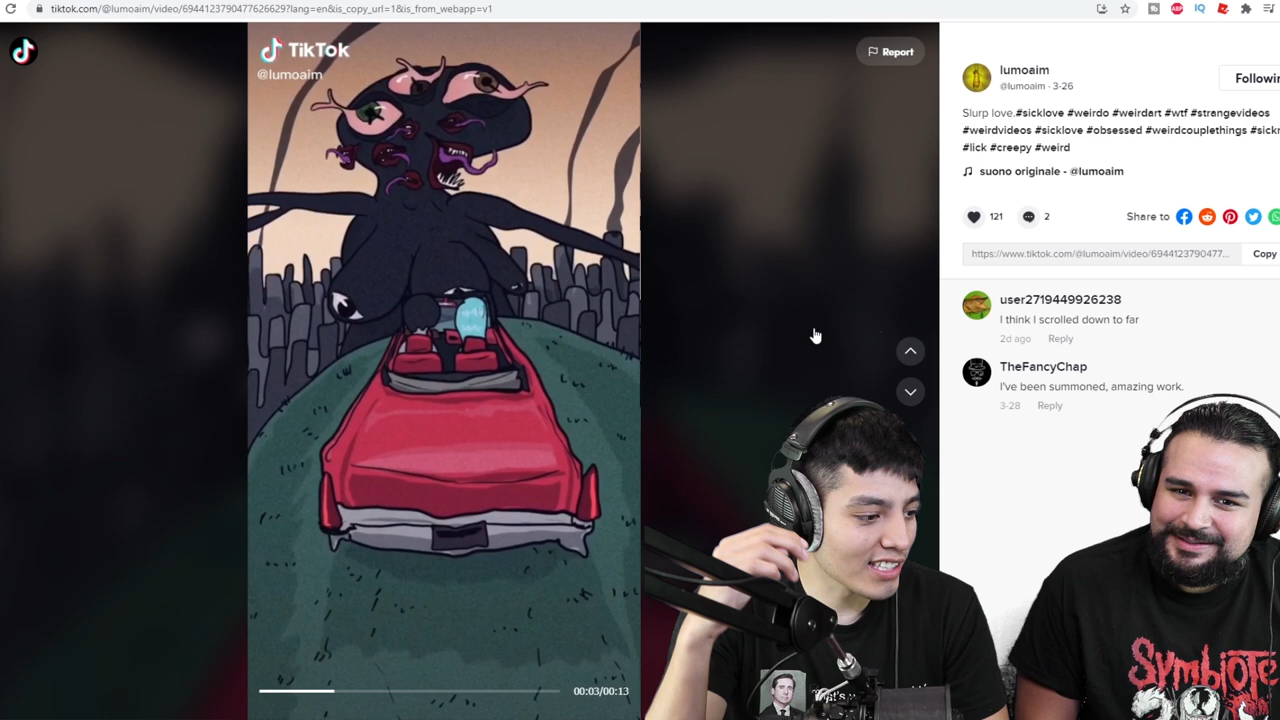 tiktok.com/@lumoaim/video/6944123790477626629?lang=en&is_copy_url=1&is_from_webapp=v1
TikTok
@lumoaim
Report
lumoaim
@lumoaim · 3-26
Followin
Slurp love.#sicklove #weirdo #weirdart #wtf #strangevideos
#weirdvideos #sicklove #obsessed #weirdcouplethings #sickr
#lick #creepy #weird
suono originale - @lumoaim
121
2
Share to
https://www.tiktok.com/@lumoaim/video/6944123790477...
Copy
user2719449926238
I think I scrolled down to far
2d ago Reply
TheFancyChap
I've been summoned, amazing work.
3-28 Reply
00:03/00:13
SYMBIOTE